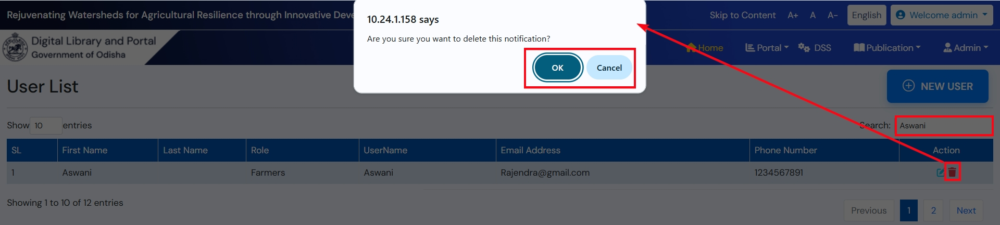 Rejuvenating Watersheds for Agricultural Resilience through Innovative Deve
Skip to Content A+ A A- English Welcome admin
Digital Library and Portal
Government of Odisha
Home Portal DSS Publication Admin
10.24.1.158 says
Are you sure you want to delete this notification?
OK Cancel
User List
NEW USER
Show 10 entries
Search: Aswani
SL First Name Last Name Role UserName Email Address Phone Number Action
1 Aswani Farmers Aswani Rajendra@gmail.com 1234567891
Showing 1 to 10 of 12 entries
Previous 1 2 Next